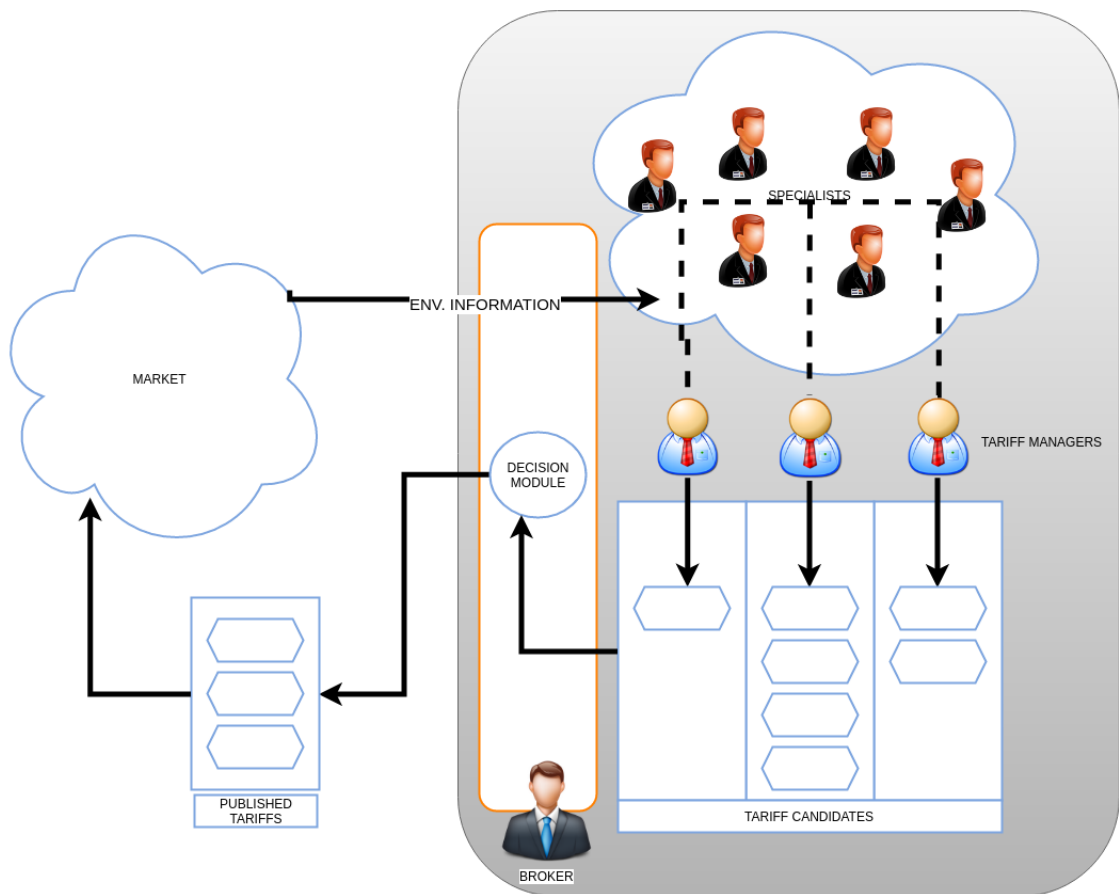 SPECIALISTS
ENV. INFORMATION
MARKET
TARIFF MANAGERS
DECISION
MODULE
PUBLISHED
TARIFFS
TARIFF CANDIDATES
BROKER